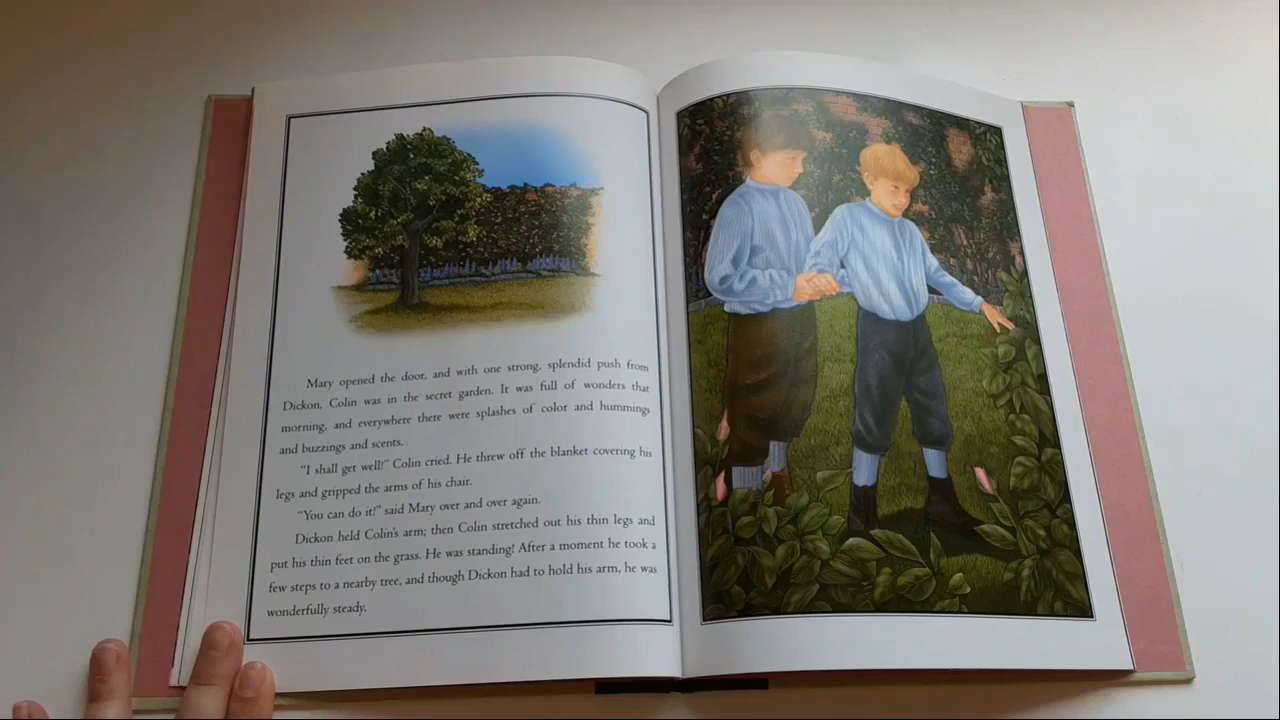 Mary opened the door, and with one strong, splendid push from
Dickon, Colin was in the secret garden. It was full of wonders that
morning, and everywhere there were splashes of color and hummings
and buzzings and scents.
“I shall get well!” Colin cried. He threw off the blanket covering his
legs and gripped the arms of his chair.
“You can do it!” said Mary over and over again.
Dickon held Colin’s arm; then Colin stretched out his thin legs and
put his thin feet on the grass. He was standing! After a moment he took a
few steps to a nearby tree, and though Dickon had to hold his arm, he was
wonderfully steady.